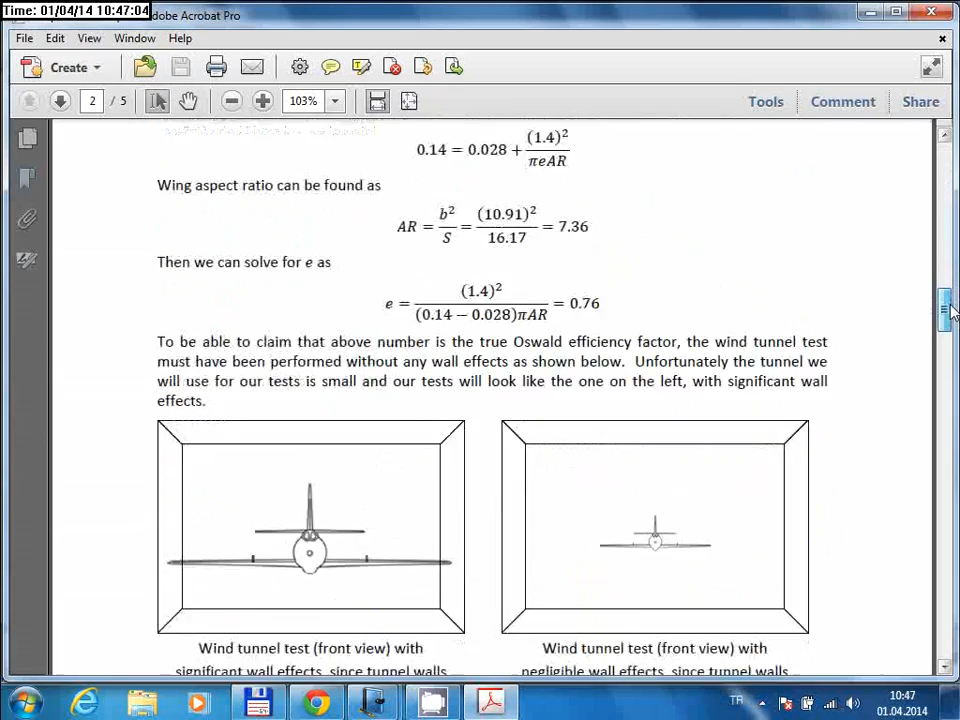 Time: 01/04/14 10:47:04
Adobe Acrobat Pro
File Edit View Window Help
Create
2 / 5 103% Tools Comment Share
0.14 = 0.028 + (1.4)² / πeAR
Wing aspect ratio can be found as
AR = b² / S = (10.91)² / 16.17 = 7.36
Then we can solve for e as
e = (1.4)² / (0.14 − 0.028)πAR = 0.76
To be able to claim that above number is the true Oswald efficiency factor, the wind tunnel test
must have been performed without any wall effects as shown below. Unfortunately the tunnel we
will use for our tests is small and our tests will look like the one on the left, with significant wall
effects.
Wind tunnel test (front view) with
significant wall effects, since tunnel walls
Wind tunnel test (front view) with
negligible wall effects, since tunnel walls
TR
10:47
01.04.2014